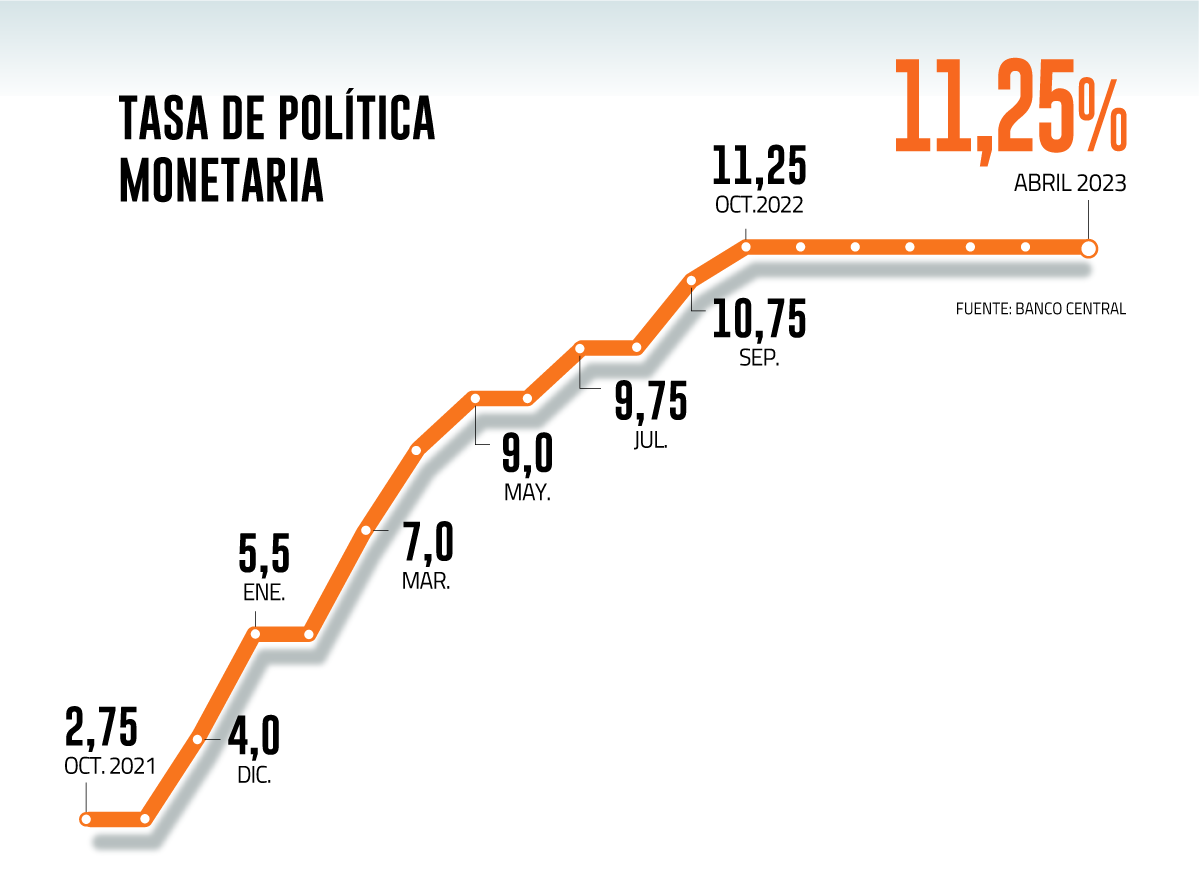 TASA DE POLÍTICA
MONETARIA
11,25%
ABRIL 2023
11,25
OCT.2022
FUENTE: BANCO CENTRAL
10,75
SEP.
9,75
JUL.
9,0
MAY.
7,0
MAR.
5,5
ENE.
4,0
DIC.
2,75
OCT. 2021